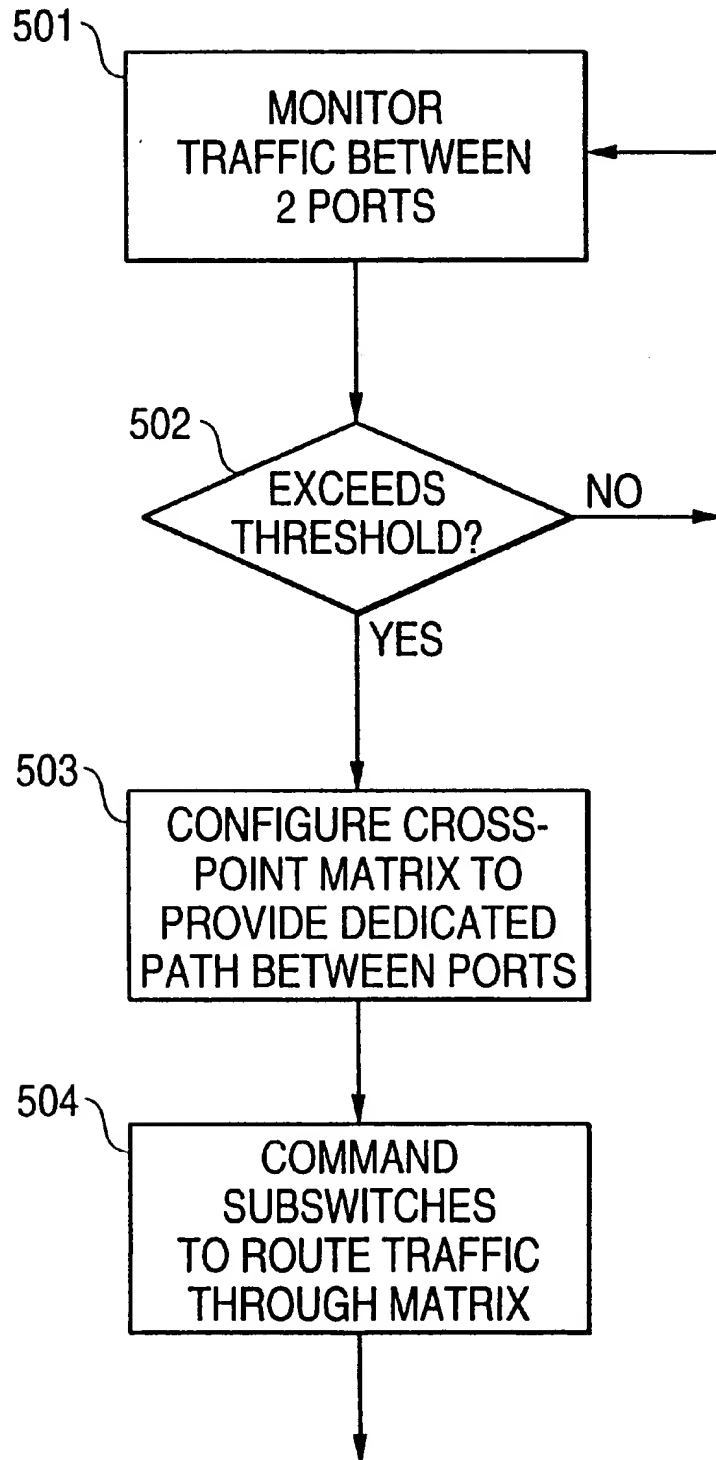 501
MONITOR
TRAFFIC BETWEEN
2 PORTS
502
EXCEEDS
THRESHOLD?
NO
YES
503
CONFIGURE CROSS-
POINT MATRIX TO
PROVIDE DEDICATED
PATH BETWEEN PORTS
504
COMMAND
SUBSWITCHES
TO ROUTE TRAFFIC
THROUGH MATRIX